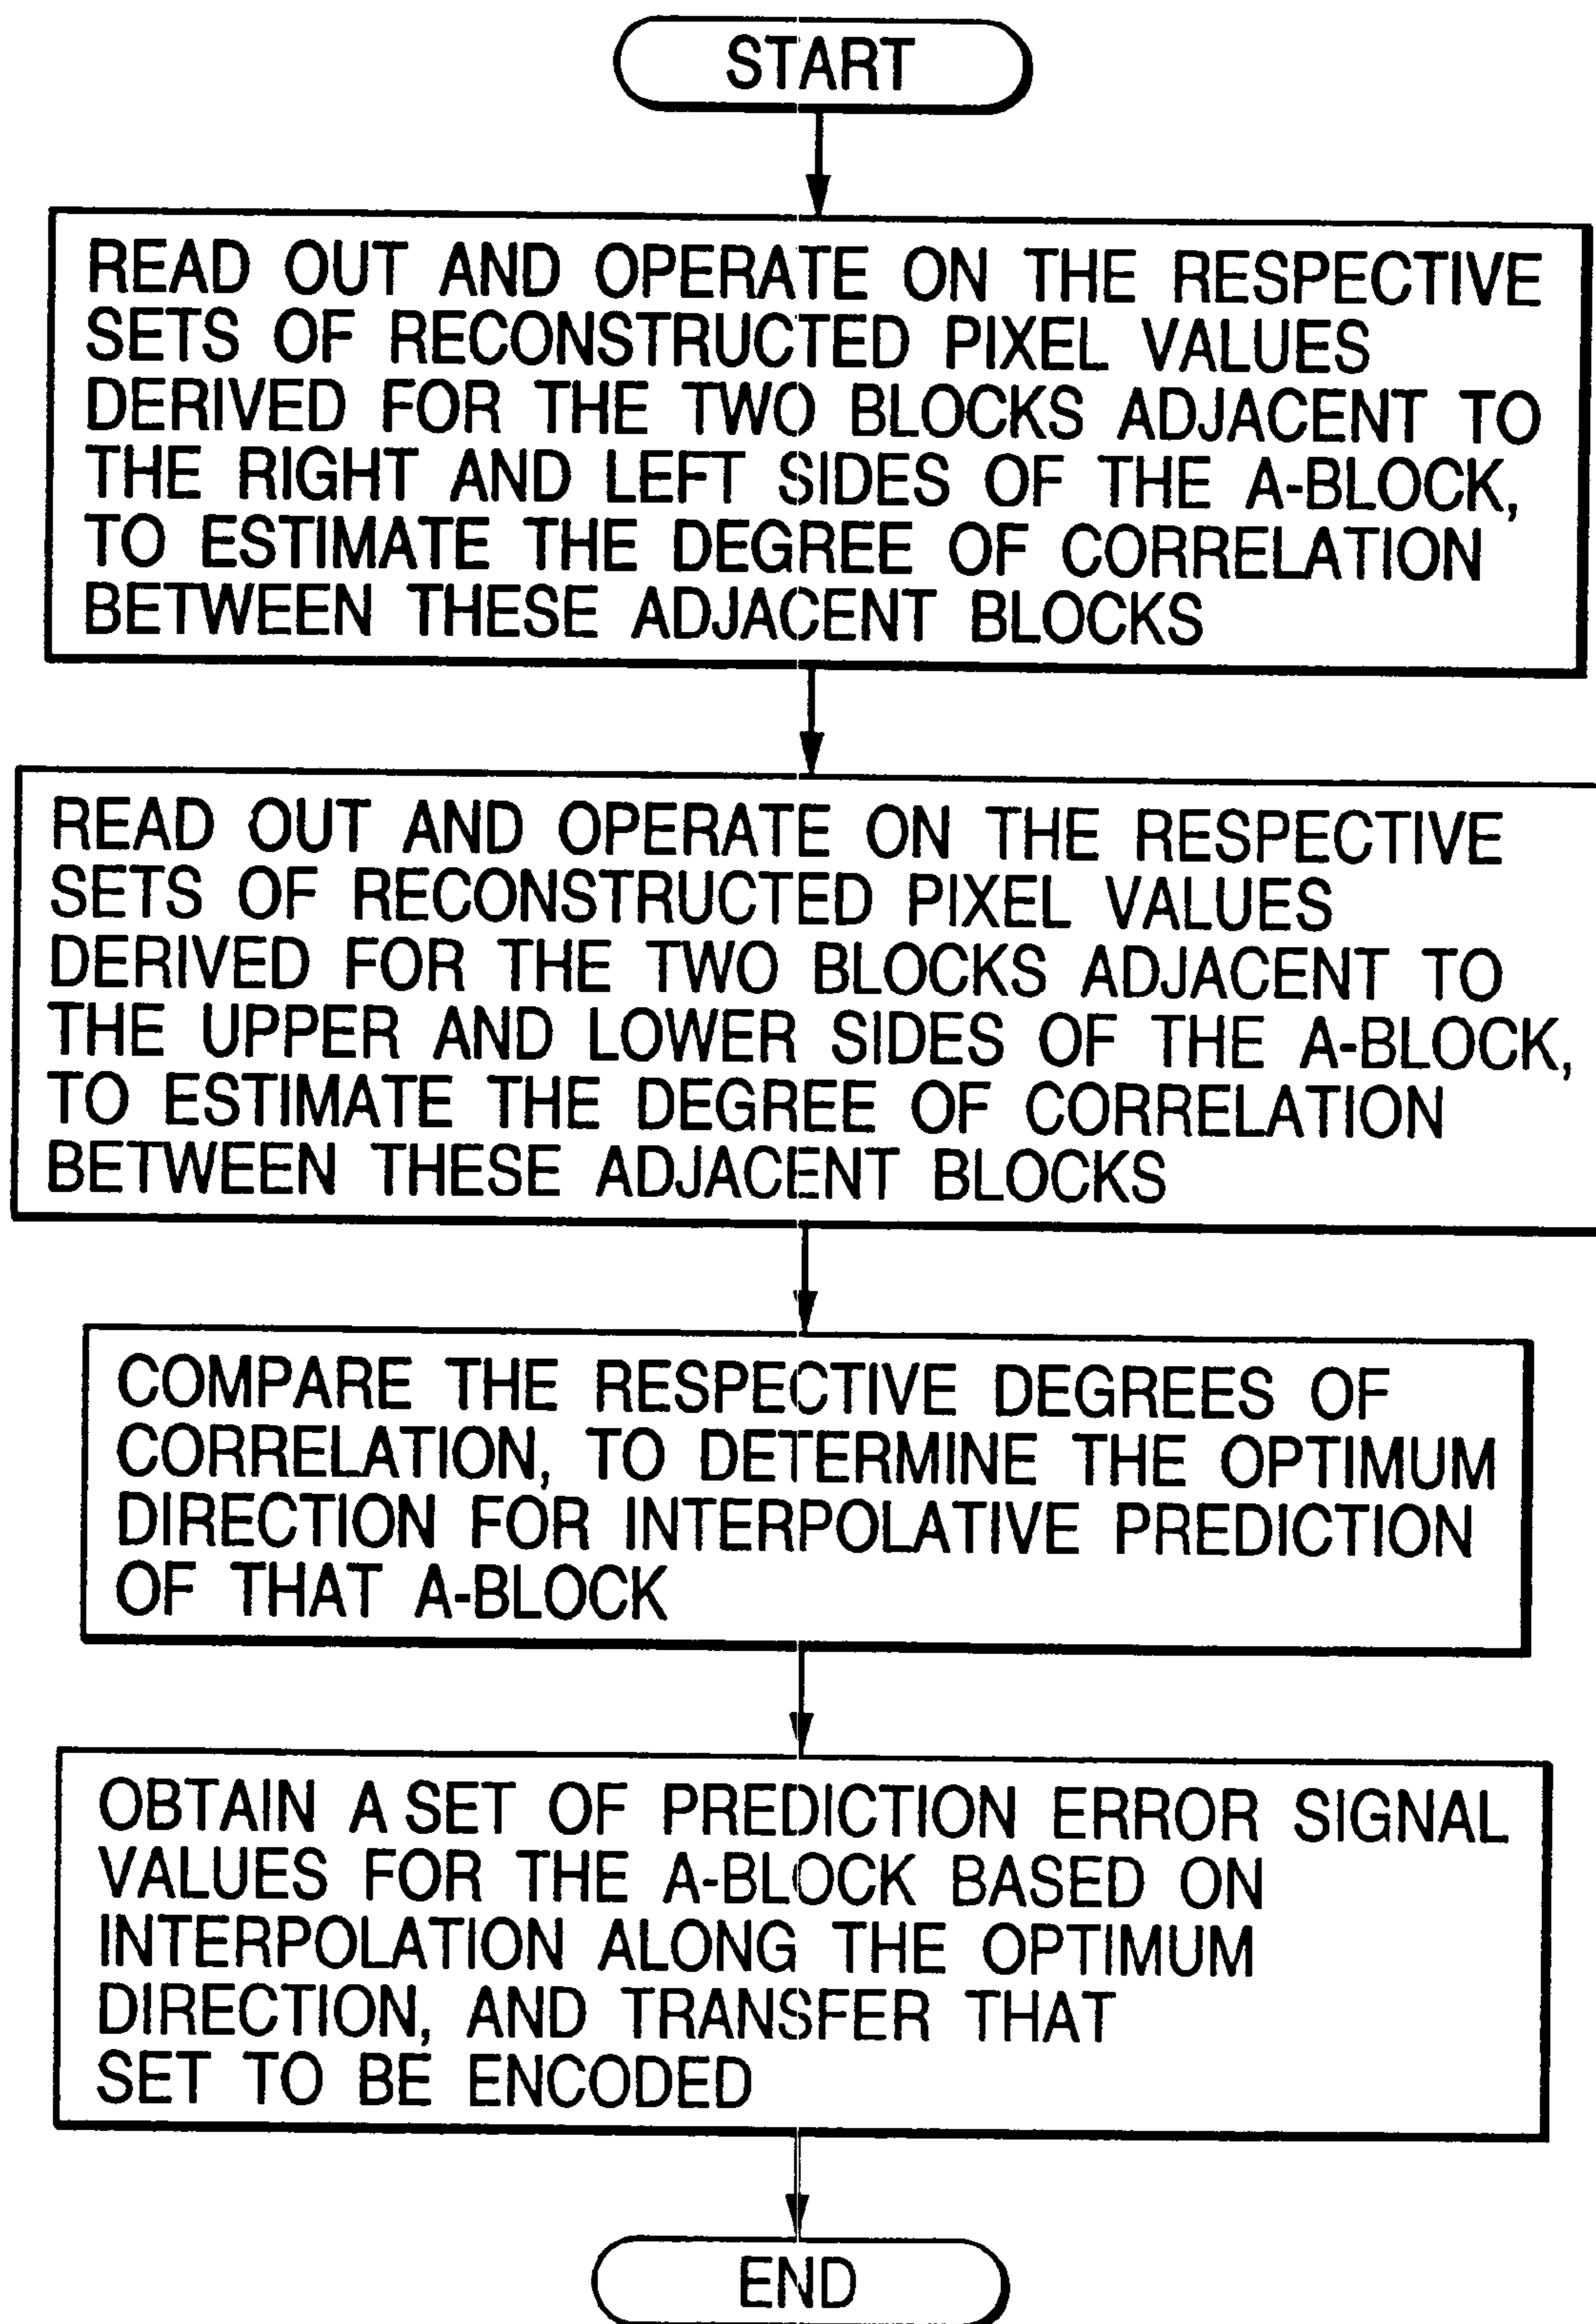 START
READ OUT AND OPERATE ON THE RESPECTIVE
SETS OF RECONSTRUCTED PIXEL VALUES
DERIVED FOR THE TWO BLOCKS ADJACENT TO
THE RIGHT AND LEFT SIDES OF THE A-BLOCK,
TO ESTIMATE THE DEGREE OF CORRELATION
BETWEEN THESE ADJACENT BLOCKS
READ OUT AND OPERATE ON THE RESPECTIVE
SETS OF RECONSTRUCTED PIXEL VALUES
DERIVED FOR THE TWO BLOCKS ADJACENT TO
THE UPPER AND LOWER SIDES OF THE A-BLOCK,
TO ESTIMATE THE DEGREE OF CORRELATION
BETWEEN THESE ADJACENT BLOCKS
COMPARE THE RESPECTIVE DEGREES OF
CORRELATION, TO DETERMINE THE OPTIMUM
DIRECTION FOR INTERPOLATIVE PREDICTION
OF THAT A-BLOCK
OBTAIN A SET OF PREDICTION ERROR SIGNAL
VALUES FOR THE A-BLOCK BASED ON
INTERPOLATION ALONG THE OPTIMUM
DIRECTION, AND TRANSFER THAT
SET TO BE ENCODED
END